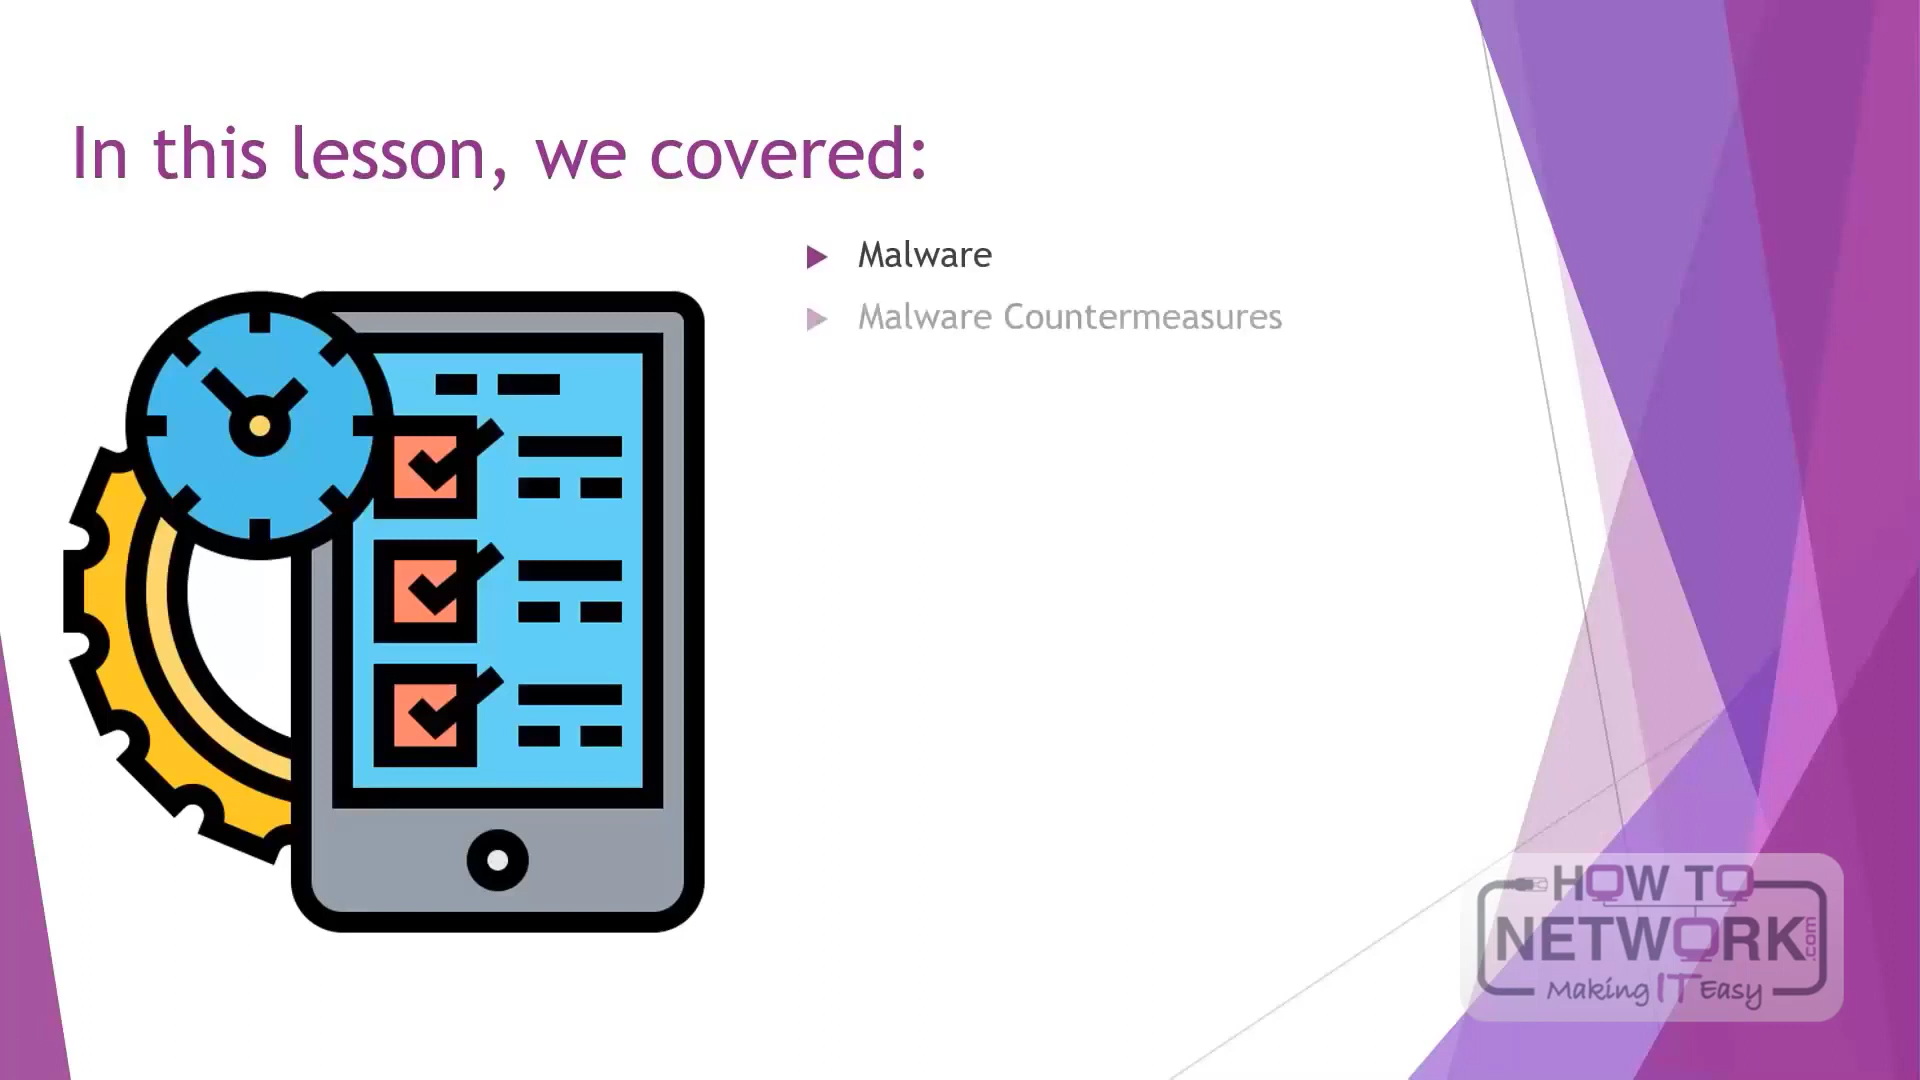 In this lesson, we covered:
Malware
Malware Countermeasures
HOW TO
NETWORK.com
Making IT Easy